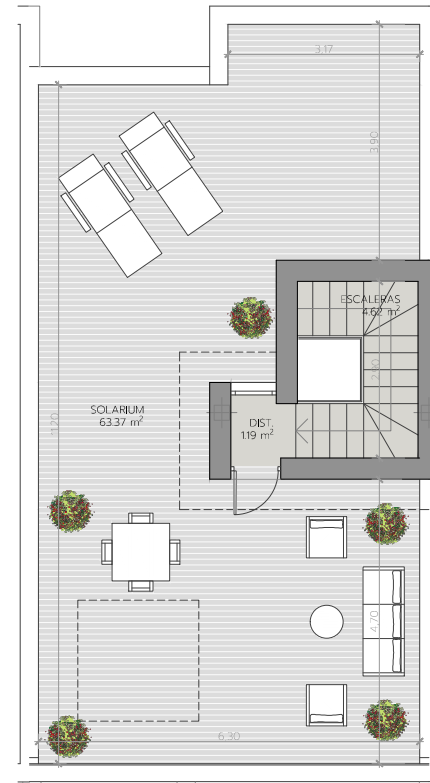 3.17
3.90
ESCALERAS
4.62 m²
2.90
SOLARIUM
63.37 m²
DIST.
1.19 m²
11.20
4.70
6.30